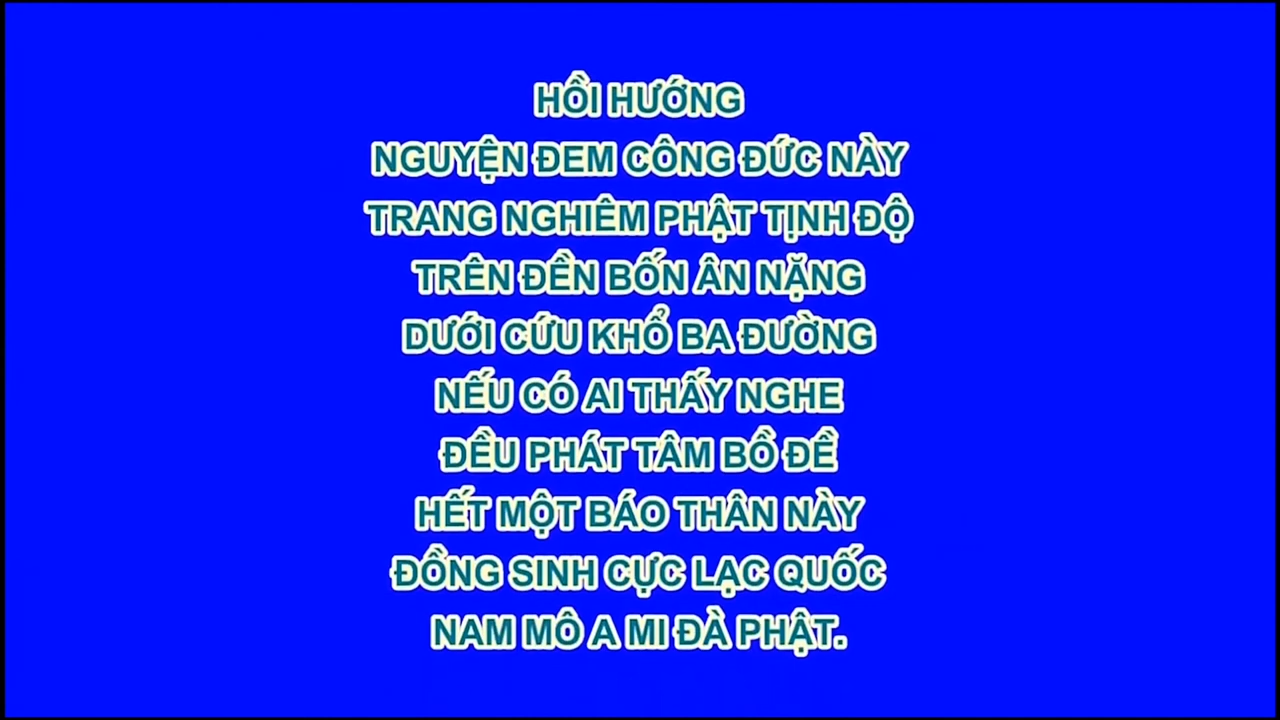 HỒI HƯỚNG
NGUYỆN ĐEM CÔNG ĐỨC NÀY
TRANG NGHIÊM PHẬT TỊNH ĐỘ
TRÊN ĐỀN BỐN ÂN NẶNG
DƯỚI CỨU KHỔ BA ĐƯỜNG
NẾU CÓ AI THẤY NGHE
ĐỀU PHÁT TÂM BỒ ĐỀ
HẾT MỘT BÁO THÂN NÀY
ĐỒNG SINH CỰC LẠC QUỐC
NAM MÔ A MI ĐÀ PHẬT.